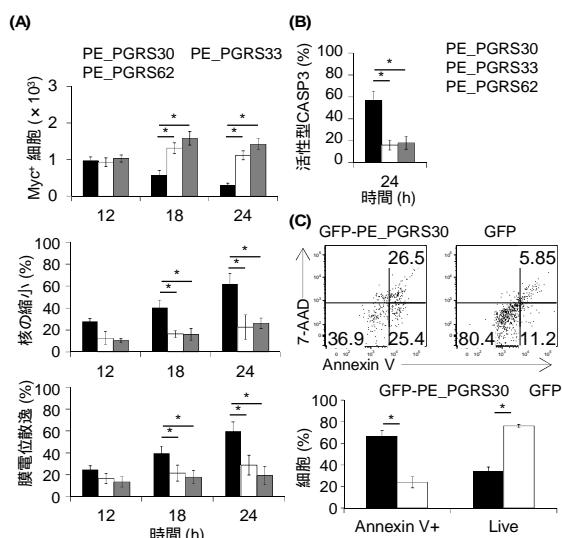 (A)
PE_PGRS30 PE_PGRS33
PE_PGRS62
Myc⁺ 細胞 (×10³)
3
2
1
0
*
*
*
*
12 18 24
核の縮小 (%)
100
80
60
40
20
0
*
*
*
*
12 18 24
膜電位散逸 (%)
100
80
60
40
20
0
*
*
*
*
12 18 24
時間 (h)
(B)
PE_PGRS30
PE_PGRS33
PE_PGRS62
活性型CASP3 (%)
100
80
60
40
20
0
*
*
24
時間 (h)
(C)
GFP-PE_PGRS30 GFP
26.5 5.85
36.9 25.4 80.4 11.2
7-AAD
Annexin V
GFP-PE_PGRS30 GFP
細胞 (%)
100
80
60
40
20
0
*
*
Annexin V+ Live